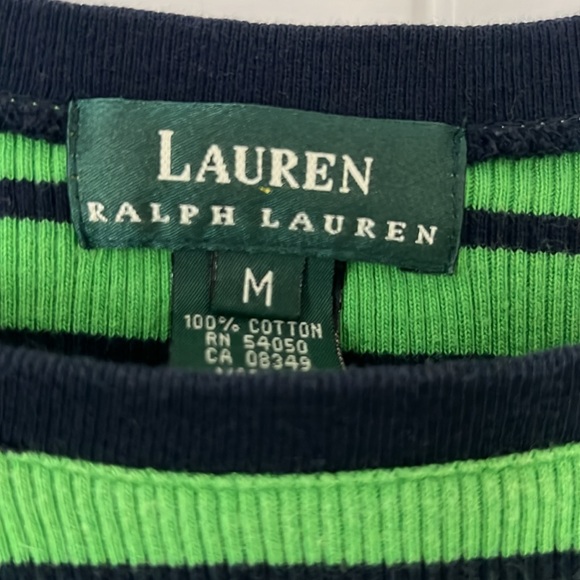 LAUREN
RALPH LAUREN
M
100% COTTON
RN 54050
CA 08349